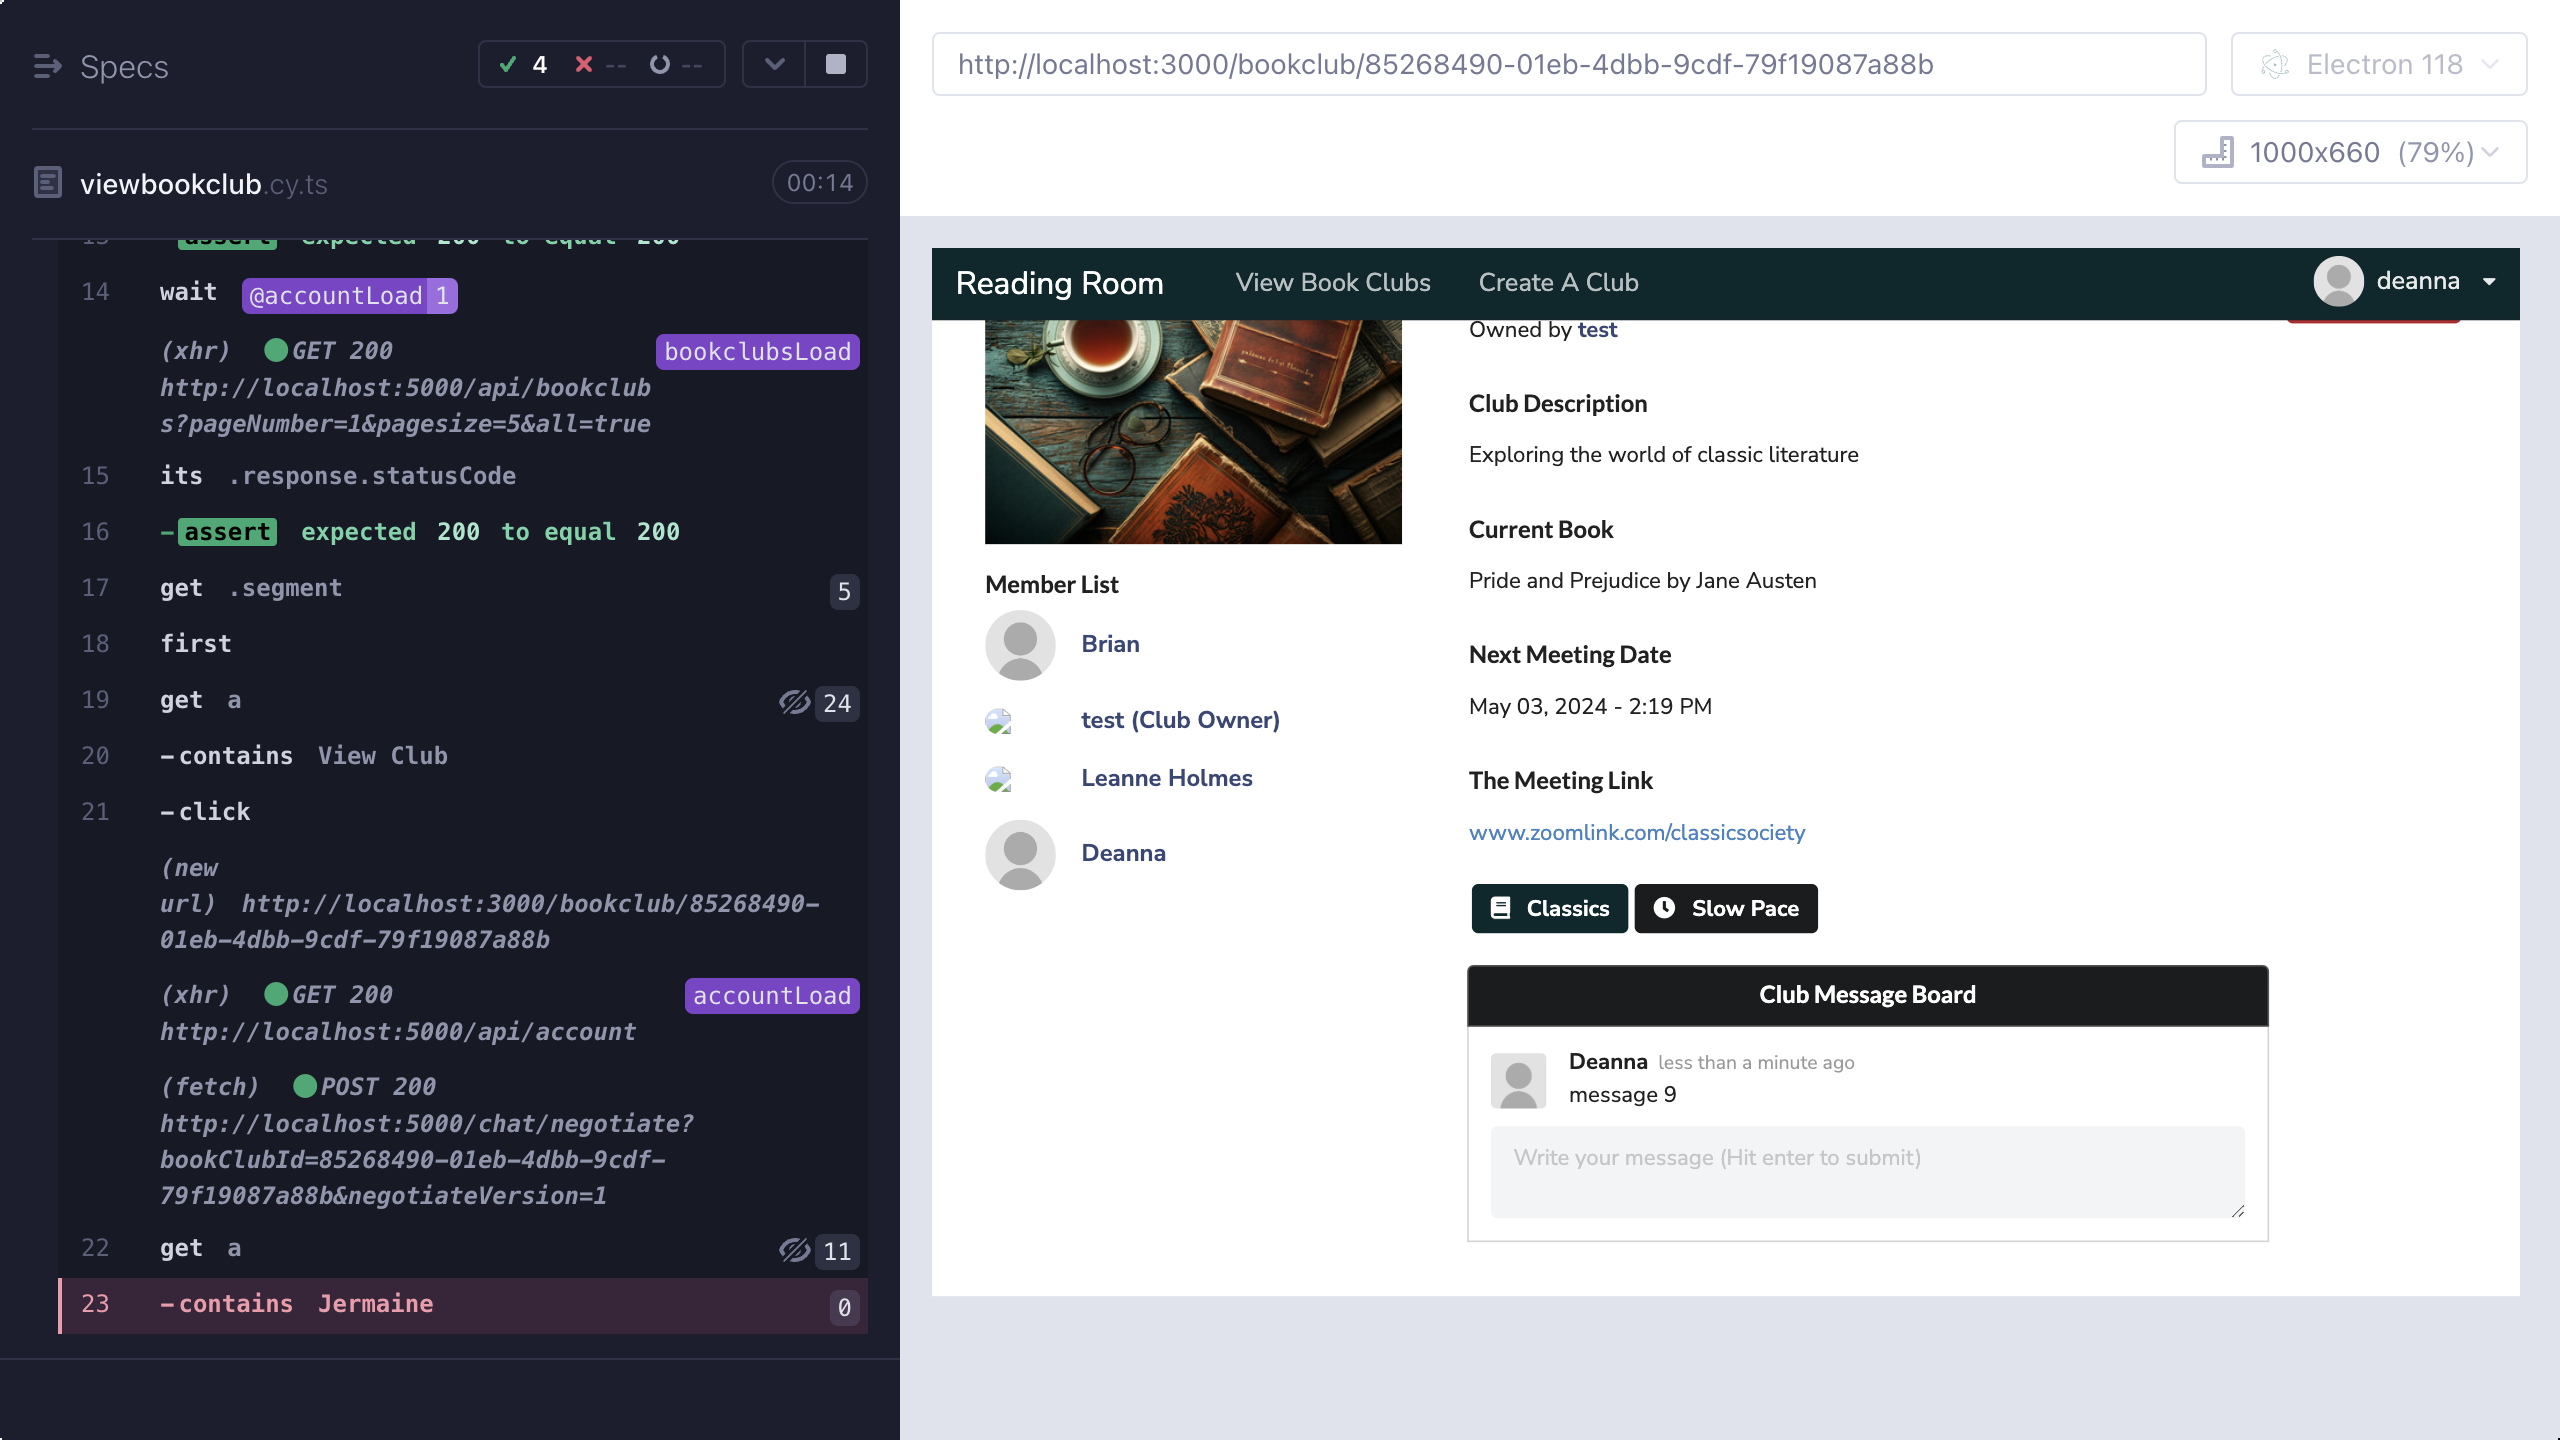 Specs
4 -- --
viewbookclub.cy.ts
00:14
13 -assert expected 200 to equal 200
14 wait @accountLoad 1
(xhr) GET 200 bookclubsLoad
http://localhost:5000/api/bookclub
s?pageNumber=1&pagesize=5&all=true
15 its .response.statusCode
16 -assert expected 200 to equal 200
17 get .segment 5
18 first
19 get a 24
20 -contains View Club
21 -click
(new
url) http://localhost:3000/bookclub/85268490-
01eb-4dbb-9cdf-79f19087a88b
(xhr) GET 200 accountLoad
http://localhost:5000/api/account
(fetch) POST 200
http://localhost:5000/chat/negotiate?
bookClubId=85268490-01eb-4dbb-9cdf-
79f19087a88b&negotiateVersion=1
22 get a 11
23 -contains Jermaine 0
http://localhost:3000/bookclub/85268490-01eb-4dbb-9cdf-79f19087a88b
Electron 118
1000x660 (79%)
Reading Room View Book Clubs Create A Club deanna
Owned by test
Club Description
Exploring the world of classic literature
Current Book
Pride and Prejudice by Jane Austen
Next Meeting Date
May 03, 2024 - 2:19 PM
The Meeting Link
www.zoomlink.com/classicsociety
Classics Slow Pace
Member List
Brian
test (Club Owner)
Leanne Holmes
Deanna
Club Message Board
Deanna less than a minute ago
message 9
Write your message (Hit enter to submit)